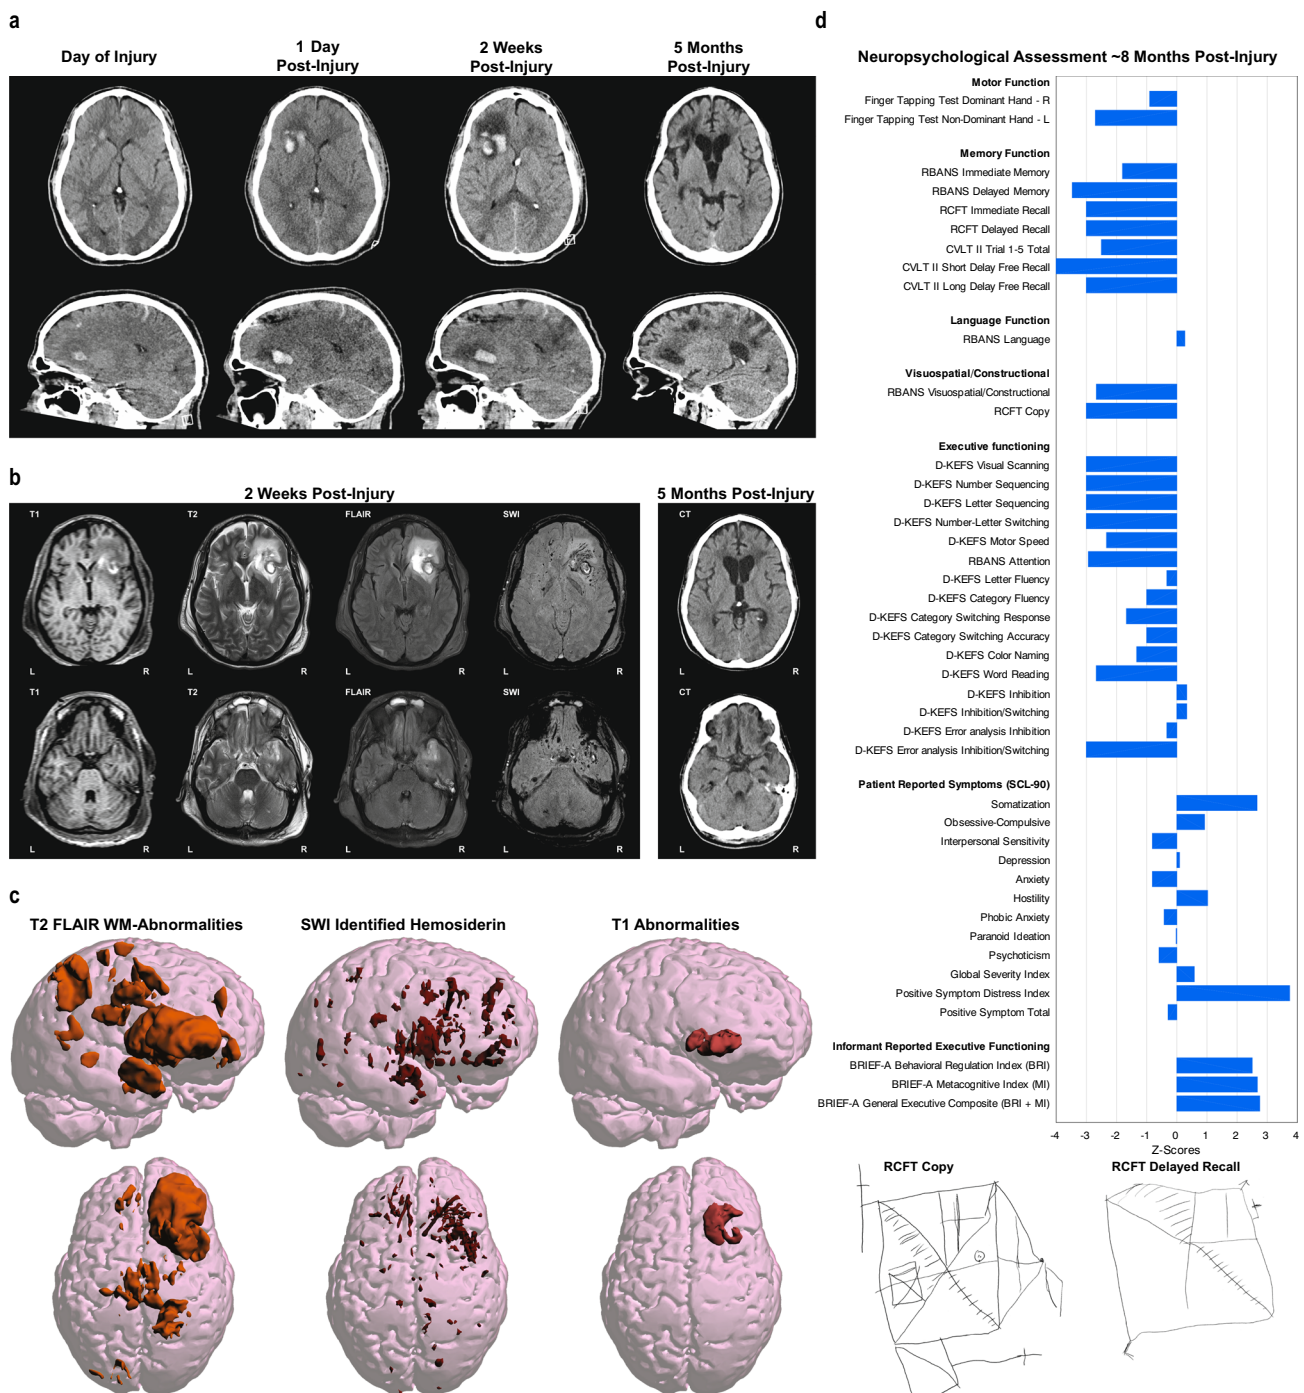 a
Day of Injury
1 Day
Post-Injury
2 Weeks
Post-Injury
5 Months
Post-Injury
b
2 Weeks Post-Injury
5 Months Post-Injury
T1
T2
FLAIR
SWI
CT
L R
L R
L R
L R
L R
T1
T2
FLAIR
SWI
CT
L R
L R
L R
L R
L R
c
T2 FLAIR WM-Abnormalities
SWI Identified Hemosiderin
T1 Abnormalities
d
Neuropsychological Assessment ~8 Months Post-Injury
Motor Function
Finger Tapping Test Dominant Hand - R
Finger Tapping Test Non-Dominant Hand - L
Memory Function
RBANS Immediate Memory
RBANS Delayed Memory
RCFT Immediate Recall
RCFT Delayed Recall
CVLT II Trial 1-5 Total
CVLT II Short Delay Free Recall
CVLT II Long Delay Free Recall
Language Function
RBANS Language
Visuospatial/Constructional
RBANS Visuospatial/Constructional
RCFT Copy
Executive functioning
D-KEFS Visual Scanning
D-KEFS Number Sequencing
D-KEFS Letter Sequencing
D-KEFS Number-Letter Switching
D-KEFS Motor Speed
RBANS Attention
D-KEFS Letter Fluency
D-KEFS Category Fluency
D-KEFS Category Switching Response
D-KEFS Category Switching Accuracy
D-KEFS Color Naming
D-KEFS Word Reading
D-KEFS Inhibition
D-KEFS Inhibition/Switching
D-KEFS Error analysis Inhibition
D-KEFS Error analysis Inhibition/Switching
Patient Reported Symptoms (SCL-90)
Somatization
Obsessive-Compulsive
Interpersonal Sensitivity
Depression
Anxiety
Hostility
Phobic Anxiety
Paranoid Ideation
Psychoticism
Global Severity Index
Positive Symptom Distress Index
Positive Symptom Total
Informant Reported Executive Functioning
BRIEF-A Behavioral Regulation Index (BRI)
BRIEF-A Metacognitive Index (MI)
BRIEF-A General Executive Composite (BRI + MI)
-4 -3 -2 -1 0 1 2 3 4
Z-Scores
RCFT Copy
RCFT Delayed Recall